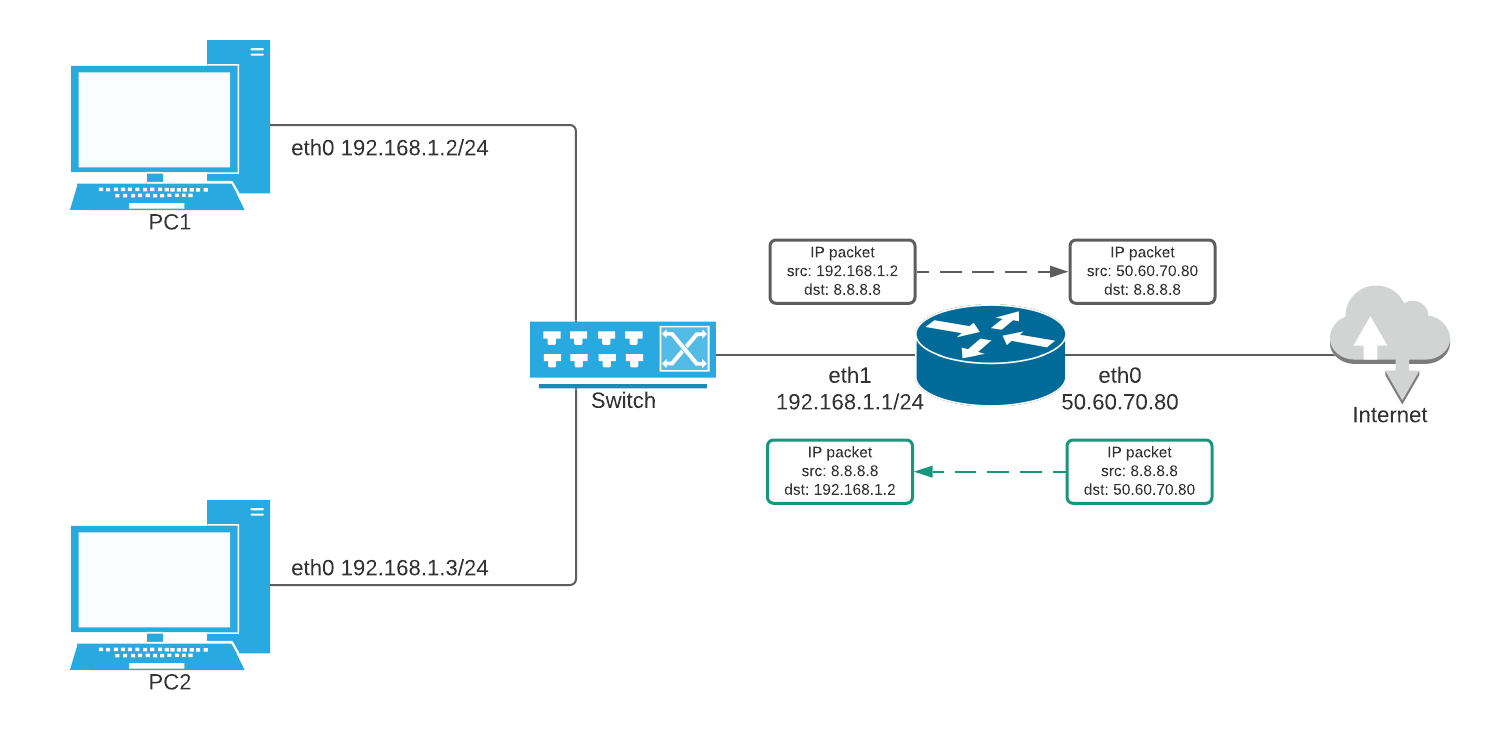 eth0 192.168.1.2/24
PC1
IP packet
src: 192.168.1.2
dst: 8.8.8.8
IP packet
src: 50.60.70.80
dst: 8.8.8.8
Switch
eth1
192.168.1.1/24
eth0
50.60.70.80
Internet
IP packet
src: 8.8.8.8
dst: 192.168.1.2
IP packet
src: 8.8.8.8
dst: 50.60.70.80
eth0 192.168.1.3/24
PC2